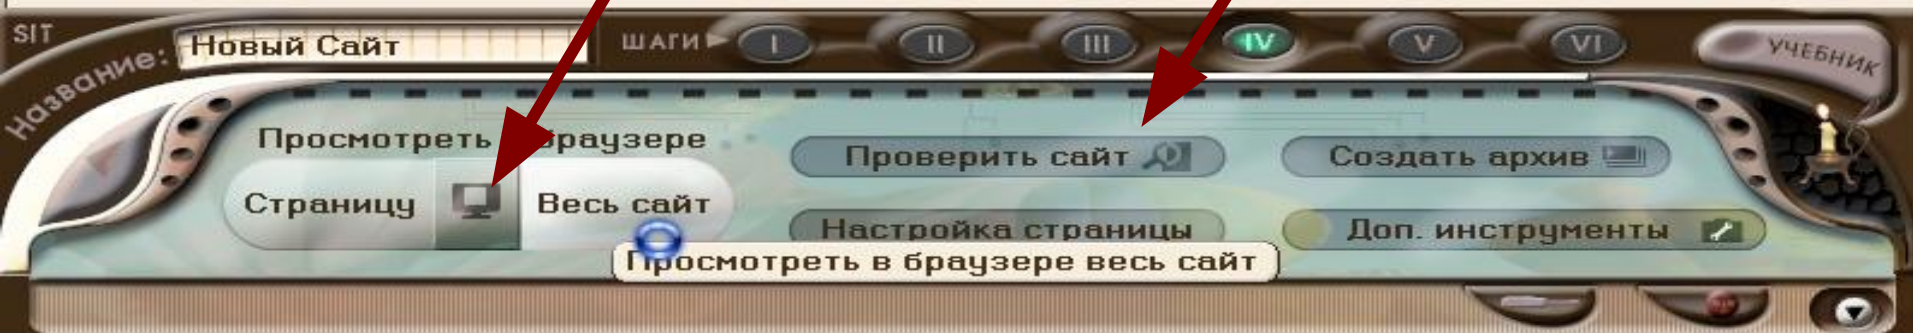 SIT
Название:
Новый Сайт
ШАГИ
I
II
III
IV
V
VI
УЧЕБНИК
Просмотреть браузере
Страницу
Весь сайт
Проверить сайт
Создать архив
Настройка страницы
Доп. инструменты
Просмотреть в браузере весь сайт